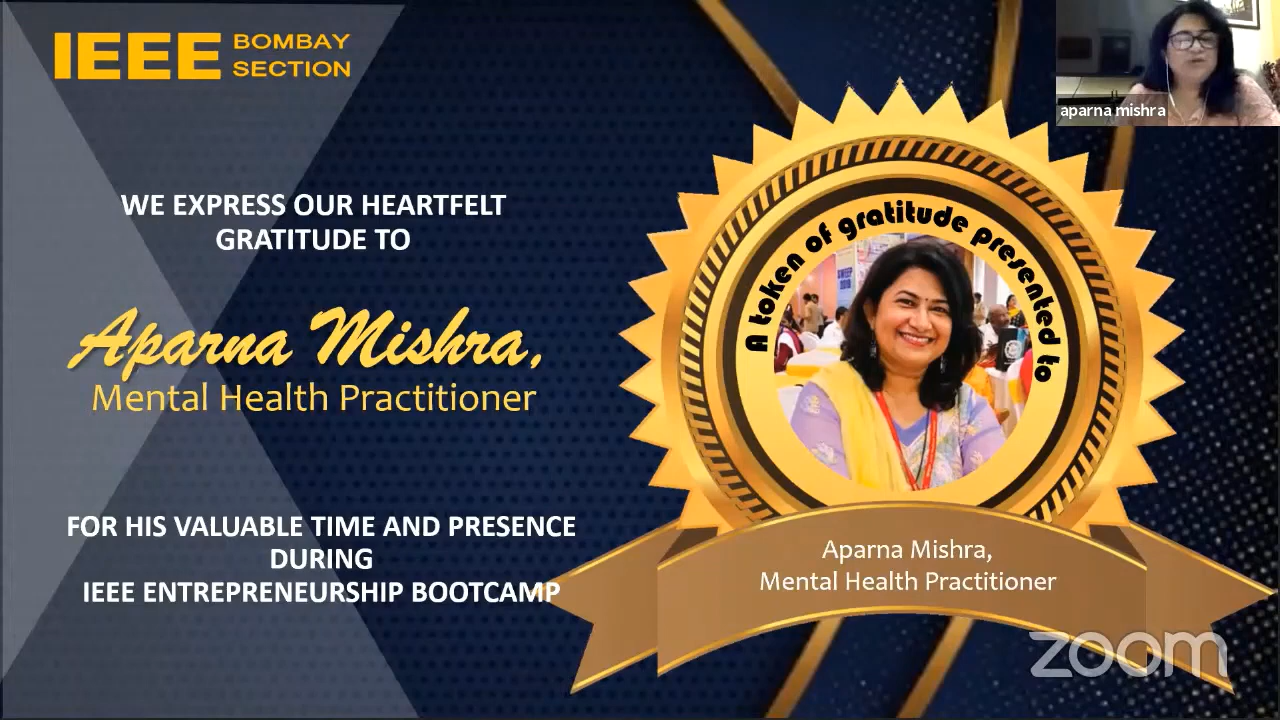 IEEE BOMBAY SECTION
WE EXPRESS OUR HEARTFELT
GRATITUDE TO
Aparna Mishra,
Mental Health Practitioner
FOR HIS VALUABLE TIME AND PRESENCE
DURING
IEEE ENTREPRENEURSHIP BOOTCAMP
A token of gratitude presented to
Aparna Mishra,
Mental Health Practitioner
aparna mishra
zoom